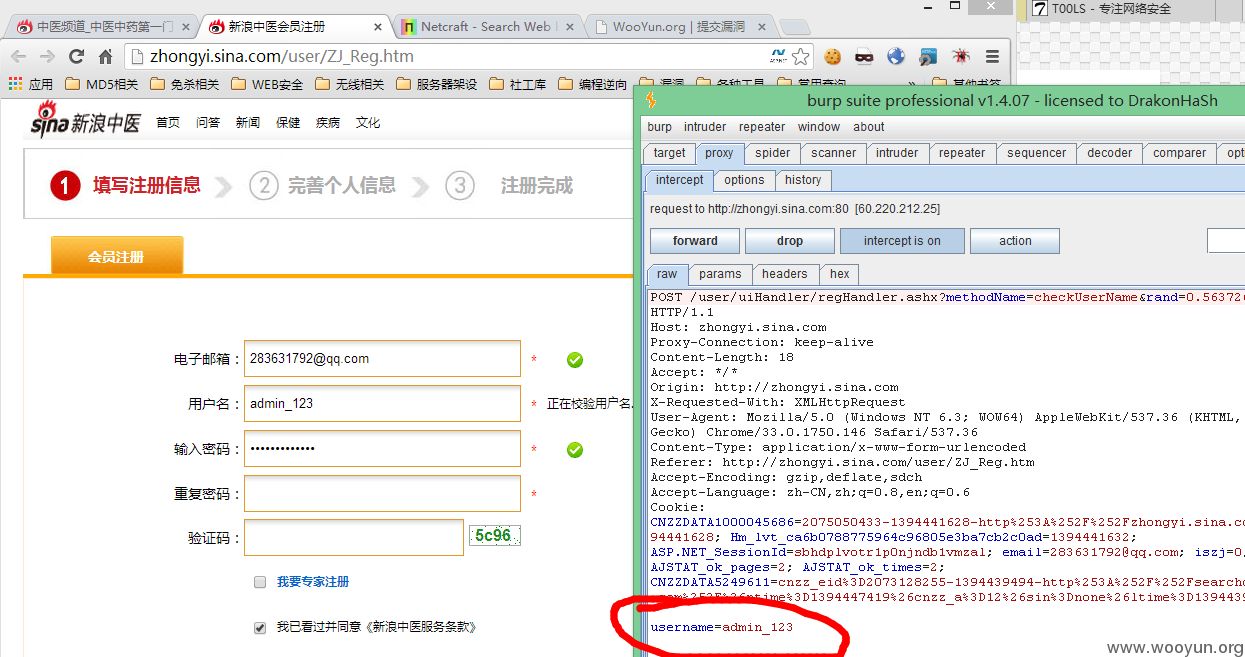 中医频道_中医中药第一门
新浪中医会员注册
Netcraft - Search Web
WooYun.org | 提交漏洞
TOOLS - 专注网络安全
zhongyi.sina.com/user/ZJ_Reg.htm
应用 MD5相关 免杀相关 WEB安全 无线相关 服务器架设 社工库 编程逆向 漏洞 各种工具 常用查询 » 其他书签
sina新浪中医 首页 问答 新闻 保健 疾病 文化
1 填写注册信息 2 完善个人信息 3 注册完成
会员注册
电子邮箱： 283631792@qq.com *
用户名： admin_123 * 正在校验用户名.
输入密码： ••••••••••••• *
重复密码： *
验证码： 5c96
我要专家注册
我已看过并同意《新浪中医服务条款》
burp suite professional v1.4.07 - licensed to DrakonHaSh
burp intruder repeater window about
target proxy spider scanner intruder repeater sequencer decoder comparer opt
intercept options history
request to http://zhongyi.sina.com:80 [60.220.212.25]
forward drop intercept is on action
raw params headers hex
POST /user/uiHandler/regHandler.ashx?methodName=checkUserName&rand=0.56372
HTTP/1.1
Host: zhongyi.sina.com
Proxy-Connection: keep-alive
Content-Length: 18
Accept: */*
Origin: http://zhongyi.sina.com
X-Requested-With: XMLHttpRequest
User-Agent: Mozilla/5.0 (Windows NT 6.3; WOW64) AppleWebKit/537.36 (KHTML,
Gecko) Chrome/33.0.1750.146 Safari/537.36
Content-Type: application/x-www-form-urlencoded
Referer: http://zhongyi.sina.com/user/ZJ_Reg.htm
Accept-Encoding: gzip,deflate,sdch
Accept-Language: zh-CN,zh;q=0.8,en;q=0.6
Cookie:
CNZZDATA1000045686=2075050433-1394441628-http%253A%252F%252Fzhongyi.sina.co
94441628; Hm_lvt_ca6b0788775964c96805e3ba7cb2c0ad=1394441632;
ASP.NET_SessionId=sbhdplvotr1p0njndb1vmzal; email=283631792@qq.com; iszj=0
AJSTAT_ok_pages=2; AJSTAT_ok_times=2;
CNZZDATA5249611=cnzz_eid%3D2073128255-1394439494-http%253A%252F%252Fsearch
%252F%26ntime%3D1394447419%26cnzz_a%3D12%26sin%3Dnone%26ltime%3D1394439
username=admin_123
www.wooyun.org